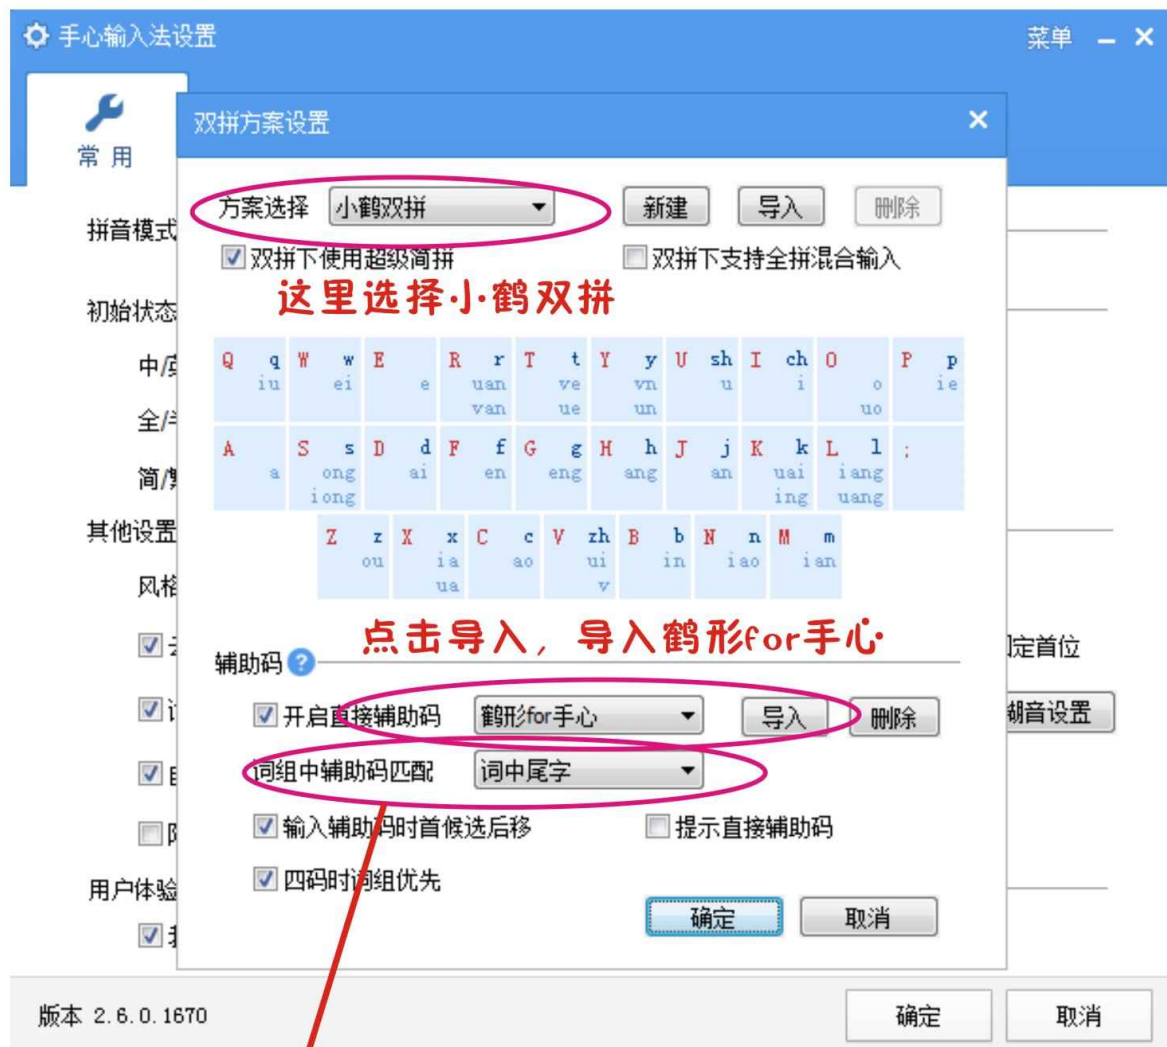 手心输入法设置 菜单
常用
双拼方案设置
方案选择 小鹤双拼 新建 导入 删除
拼音模式
双拼下使用超级简拼 双拼下支持全拼混合输入
这里选择小鹤双拼
初始状态
Q q W w E R r T t Y y U sh I ch O P p
iu ei e uan ve vn u i o ie
van ue un uo
中/英
全/半
A S s D d F f G g H h J j K k L l ;
a ong ai en eng ang an uai iang
iong ing uang
简/繁
其他设置
Z z X x C c V zh B b N n M m
ou ia ao ui in iao ian
ua v
风格
点击导入,导入鹤形for手心
辅助码 ? 定首位
开启直接辅助码 鹤形for手心 导入 删除 糊音设置
词组中辅助码匹配 词中尾字
输入辅助码时首候选后移 提示直接辅助码
四码时词组优先
用户体验
确定 取消
版本 2.6.0.1670 确定 取消